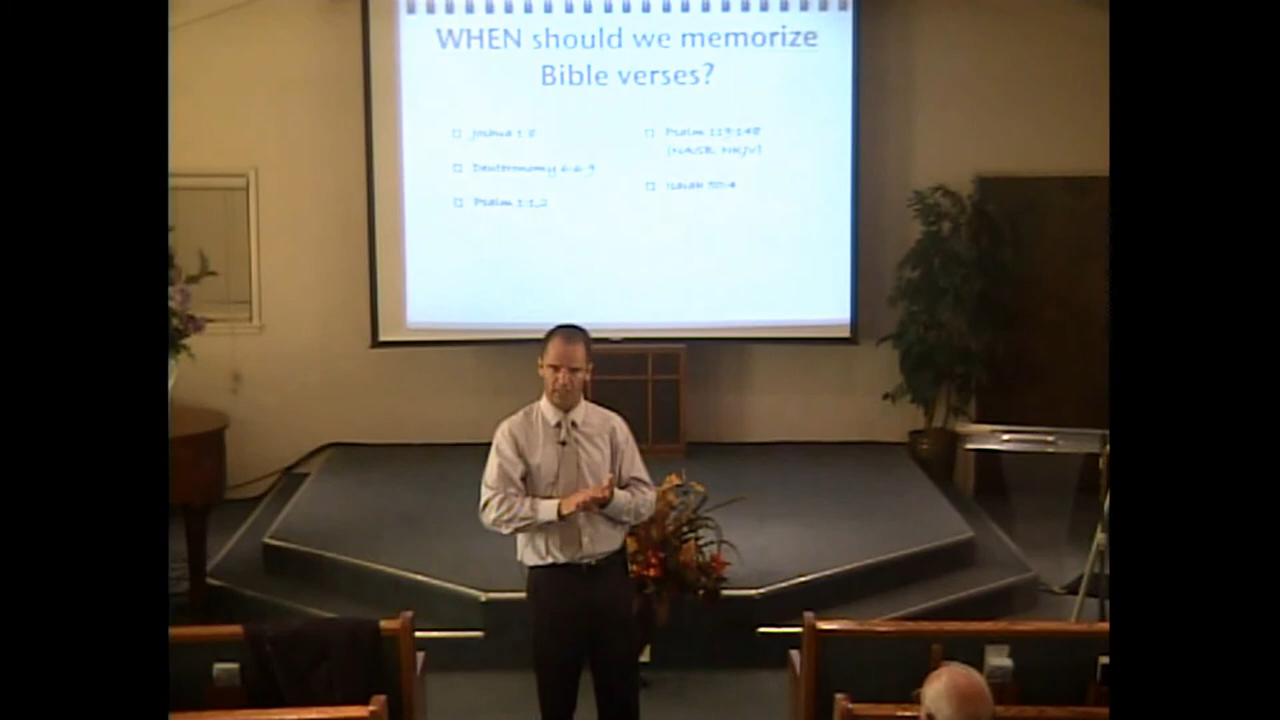 WHEN should we memorize
Bible verses?
Joshua 1:8
Deuteronomy 6:6-9
Psalm 1:1,2
Psalm 119:148
(NASB, NKJV)
Isaiah 50:4